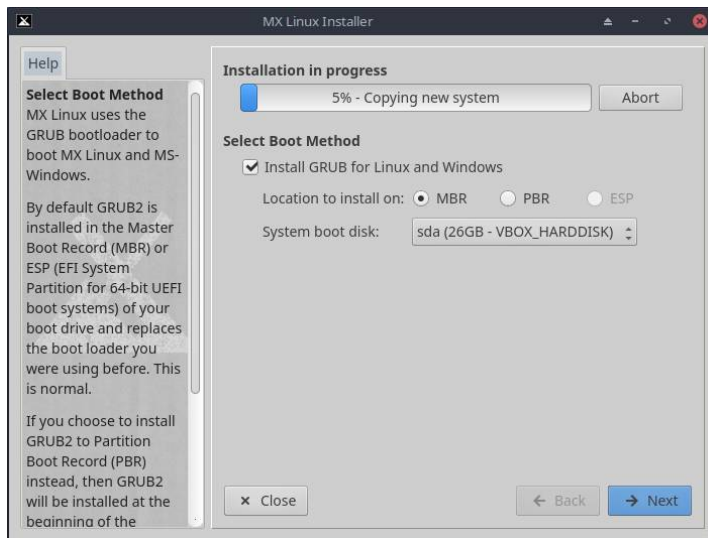 MX Linux Installer
Help
Select Boot Method
MX Linux uses the
GRUB bootloader to
boot MX Linux and MS-
Windows.
By default GRUB2 is
installed in the Master
Boot Record (MBR) or
ESP (EFI System
Partition for 64-bit UEFI
boot systems) of your
boot drive and replaces
the boot loader you
were using before. This
is normal.
If you choose to install
GRUB2 to Partition
Boot Record (PBR)
instead, then GRUB2
will be installed at the
beginning of the
Installation in progress
5% - Copying new system
Abort
Select Boot Method
Install GRUB for Linux and Windows
Location to install on: MBR PBR ESP
System boot disk: sda (26GB - VBOX_HARDDISK)
Close Back Next